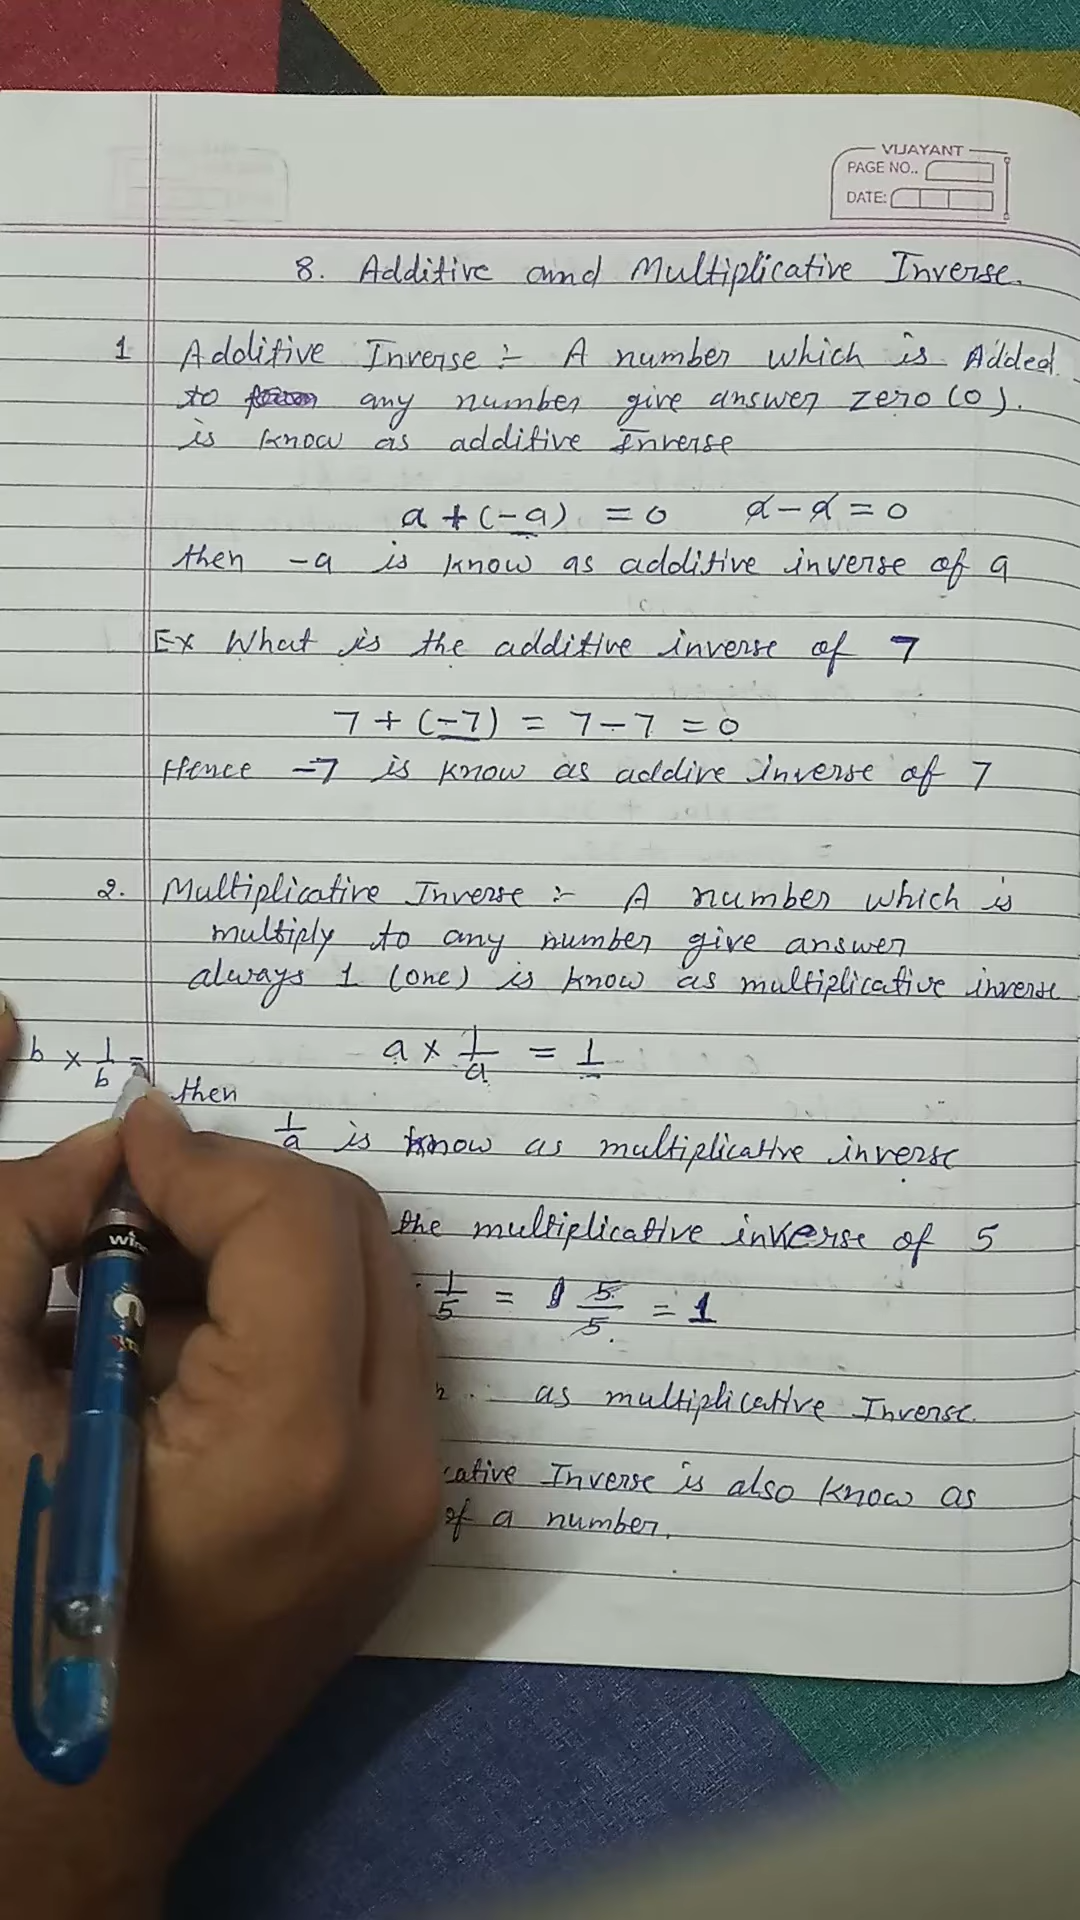 VIJAYANT
PAGE NO..
DATE:
8. Additive and Multiplicative Inverse.
1 Additive Inverse :- A number which is Added
to any number give answer zero (0).
is know as additive Inverse
a + (-a) = 0 a - a = 0
then -a is know as additive inverse of a
Ex What is the additive inverse of 7
7 + (-7) = 7 - 7 = 0
Hence -7 is know as addive inverse of 7
2. Multiplicative Inverse :- A number which is
multiply to any number give answer
always 1 (one) is know as multiplicative inverse
a × 1/a = 1
b × 1/b =
then
1/a is know as multiplicative inverse
the multiplicative inverse of 5
1/5 = 5/5 = 1
as multiplicative Inverse.
cative Inverse is also know as
of a number.
win